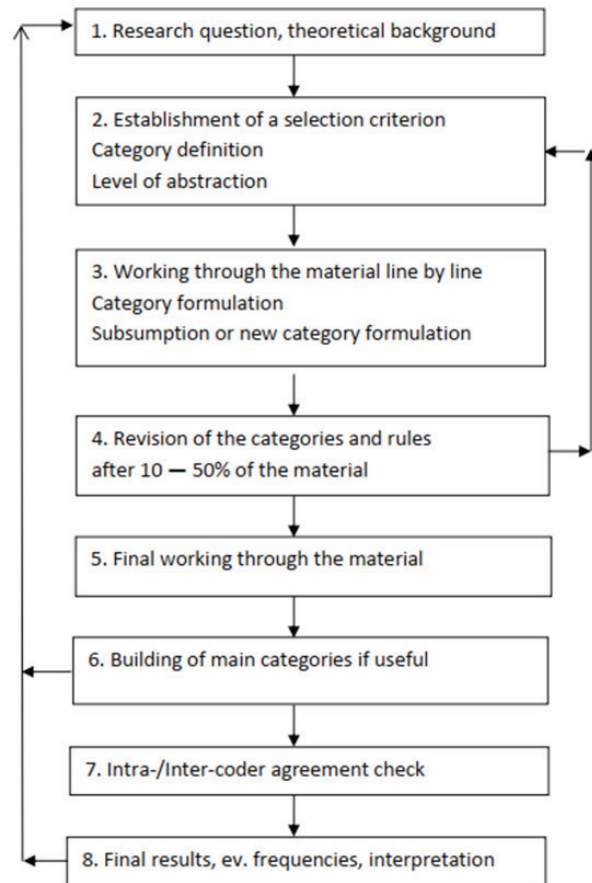 1. Research question, theoretical background
2. Establishment of a selection criterion
Category definition
Level of abstraction
3. Working through the material line by line
Category formulation
Subsumption or new category formulation
4. Revision of the categories and rules
after 10 — 50% of the material
5. Final working through the material
6. Building of main categories if useful
7. Intra-/Inter-coder agreement check
8. Final results, ev. frequencies, interpretation